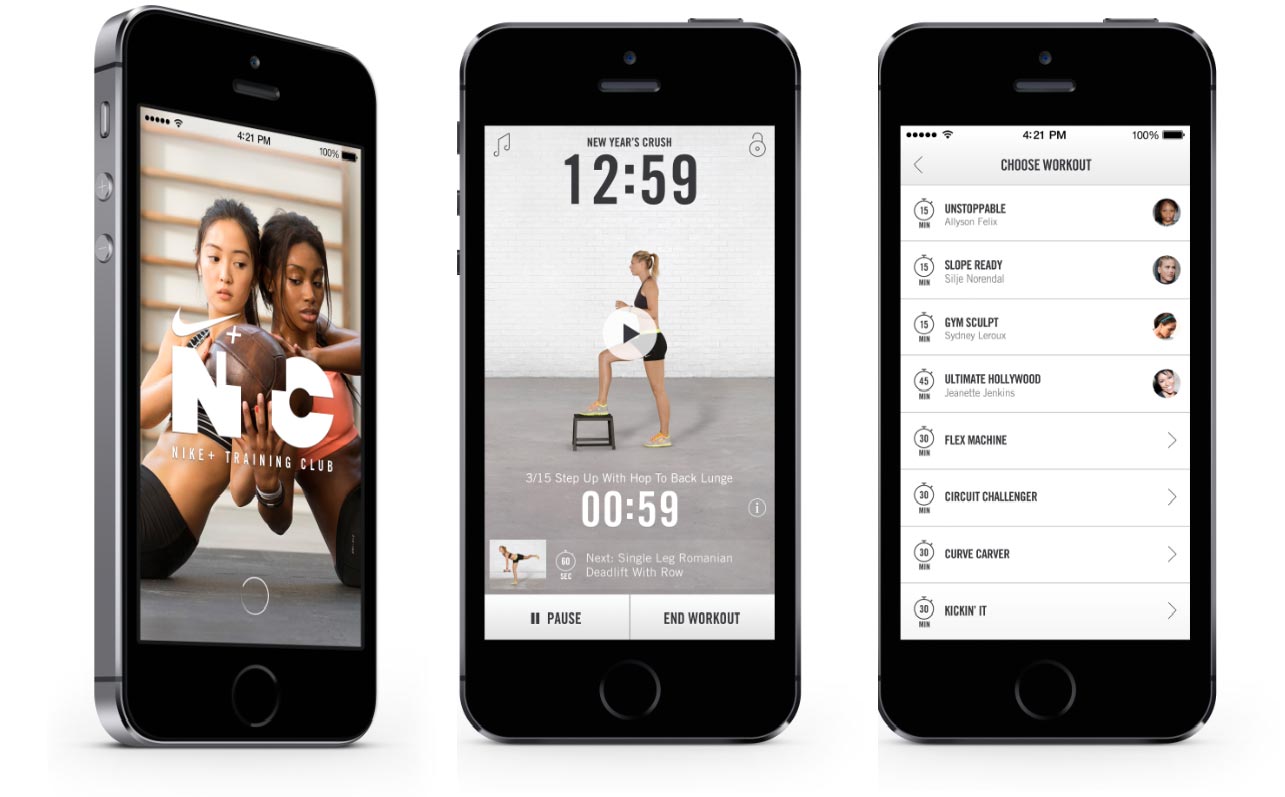 4:21 PM
100%
N+TC
NIKE+ TRAINING CLUB
NEW YEAR'S CRUSH
12:59
3/15 Step Up With Hop To Back Lunge
00:59
60
SEC
Next: Single Leg Romanian
Deadlift With Row
PAUSE
END WORKOUT
4:21 PM
100%
CHOOSE WORKOUT
15
MIN
UNSTOPPABLE
Allyson Felix
15
MIN
SLOPE READY
Silje Norendal
15
MIN
GYM SCULPT
Sydney Leroux
45
MIN
ULTIMATE HOLLYWOOD
Jeanette Jenkins
30
MIN
FLEX MACHINE
30
MIN
CIRCUIT CHALLENGER
30
MIN
CURVE CARVER
30
MIN
KICKIN' IT